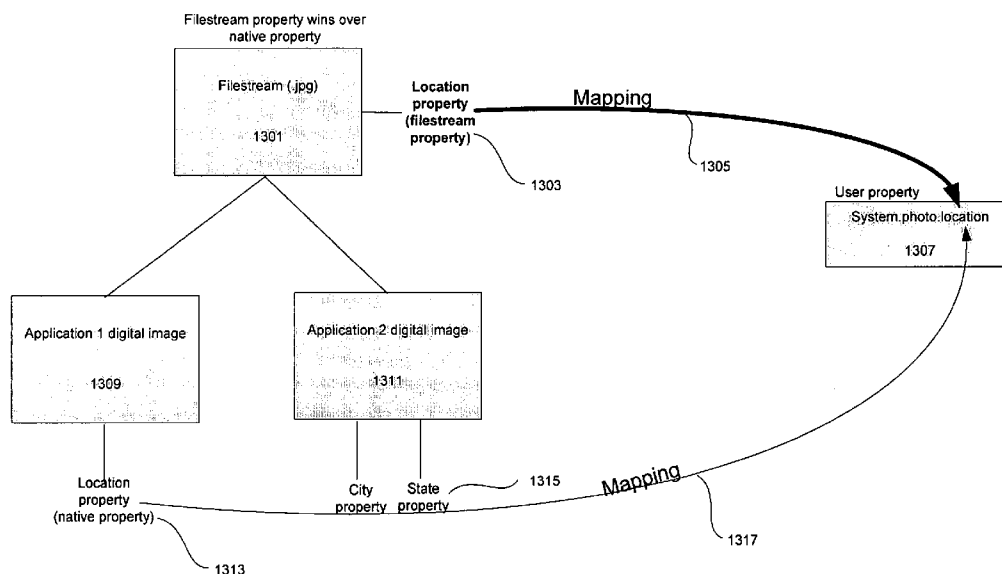 Filestream property wins over
native property
Filestream (.jpg)
1301
Location
property
(filestream
property)
1303
Mapping
1305
User property
System.photo.location
1307
Application 1 digital image
1309
Application 2 digital image
1311
Location
property
(native property)
1313
City
property
State
property
1315
Mapping
1317